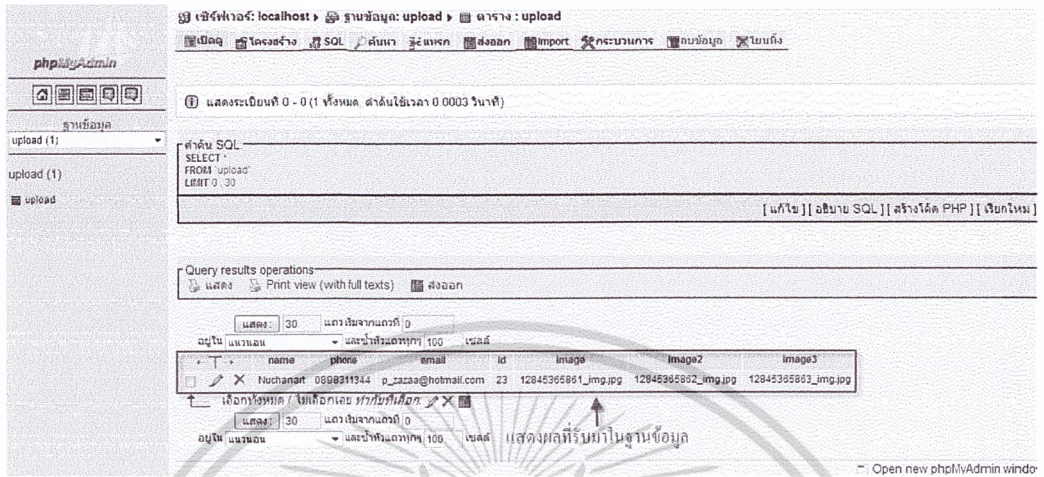 เซิร์ฟเวอร์: localhost ▸ ฐานข้อมูล: upload ▸ ตาราง : upload
เปิดดู โครงสร้าง SQL ค้นหา แทรก ส่งออก Import กระบวนการ ลบข้อมูล โยนทิ้ง
phpMyAdmin
ฐานข้อมูล
upload (1)
upload (1)
upload
แสดงระเบียนที่ 0 - 0 (1 ทั้งหมด, คำค้นใช้เวลา 0.0003 วินาที)
คำค้น SQL
SELECT *
FROM `upload`
LIMIT 0 , 30
[ แก้ไข ] [ อธิบาย SQL ] [ สร้างโค้ด PHP ] [ เรียกใหม่ ]
Query results operations
แสดง Print view (with full texts) ส่งออก
แสดง : 30 แถวเริ่มจากแถวที่ 0
อยู่ใน แนวนอน และซ้ำหัวแถวทุกๆ 100 เซลล์
name phone email id image image2 image3
Nuchanart 0898311344 p_zazaa@hotmail.com 23 12845365861_img.jpg 12845365862_img.jpg 12845365863_img.jpg
เลือกทั้งหมด / ไม่เลือกเลย ทำกับที่เลือก:
แสดง : 30 แถวเริ่มจากแถวที่ 0
อยู่ใน แนวนอน และซ้ำหัวแถวทุกๆ 100 เซลล์
แสดงผลที่รับมาในฐานข้อมูล
Open new phpMyAdmin windo